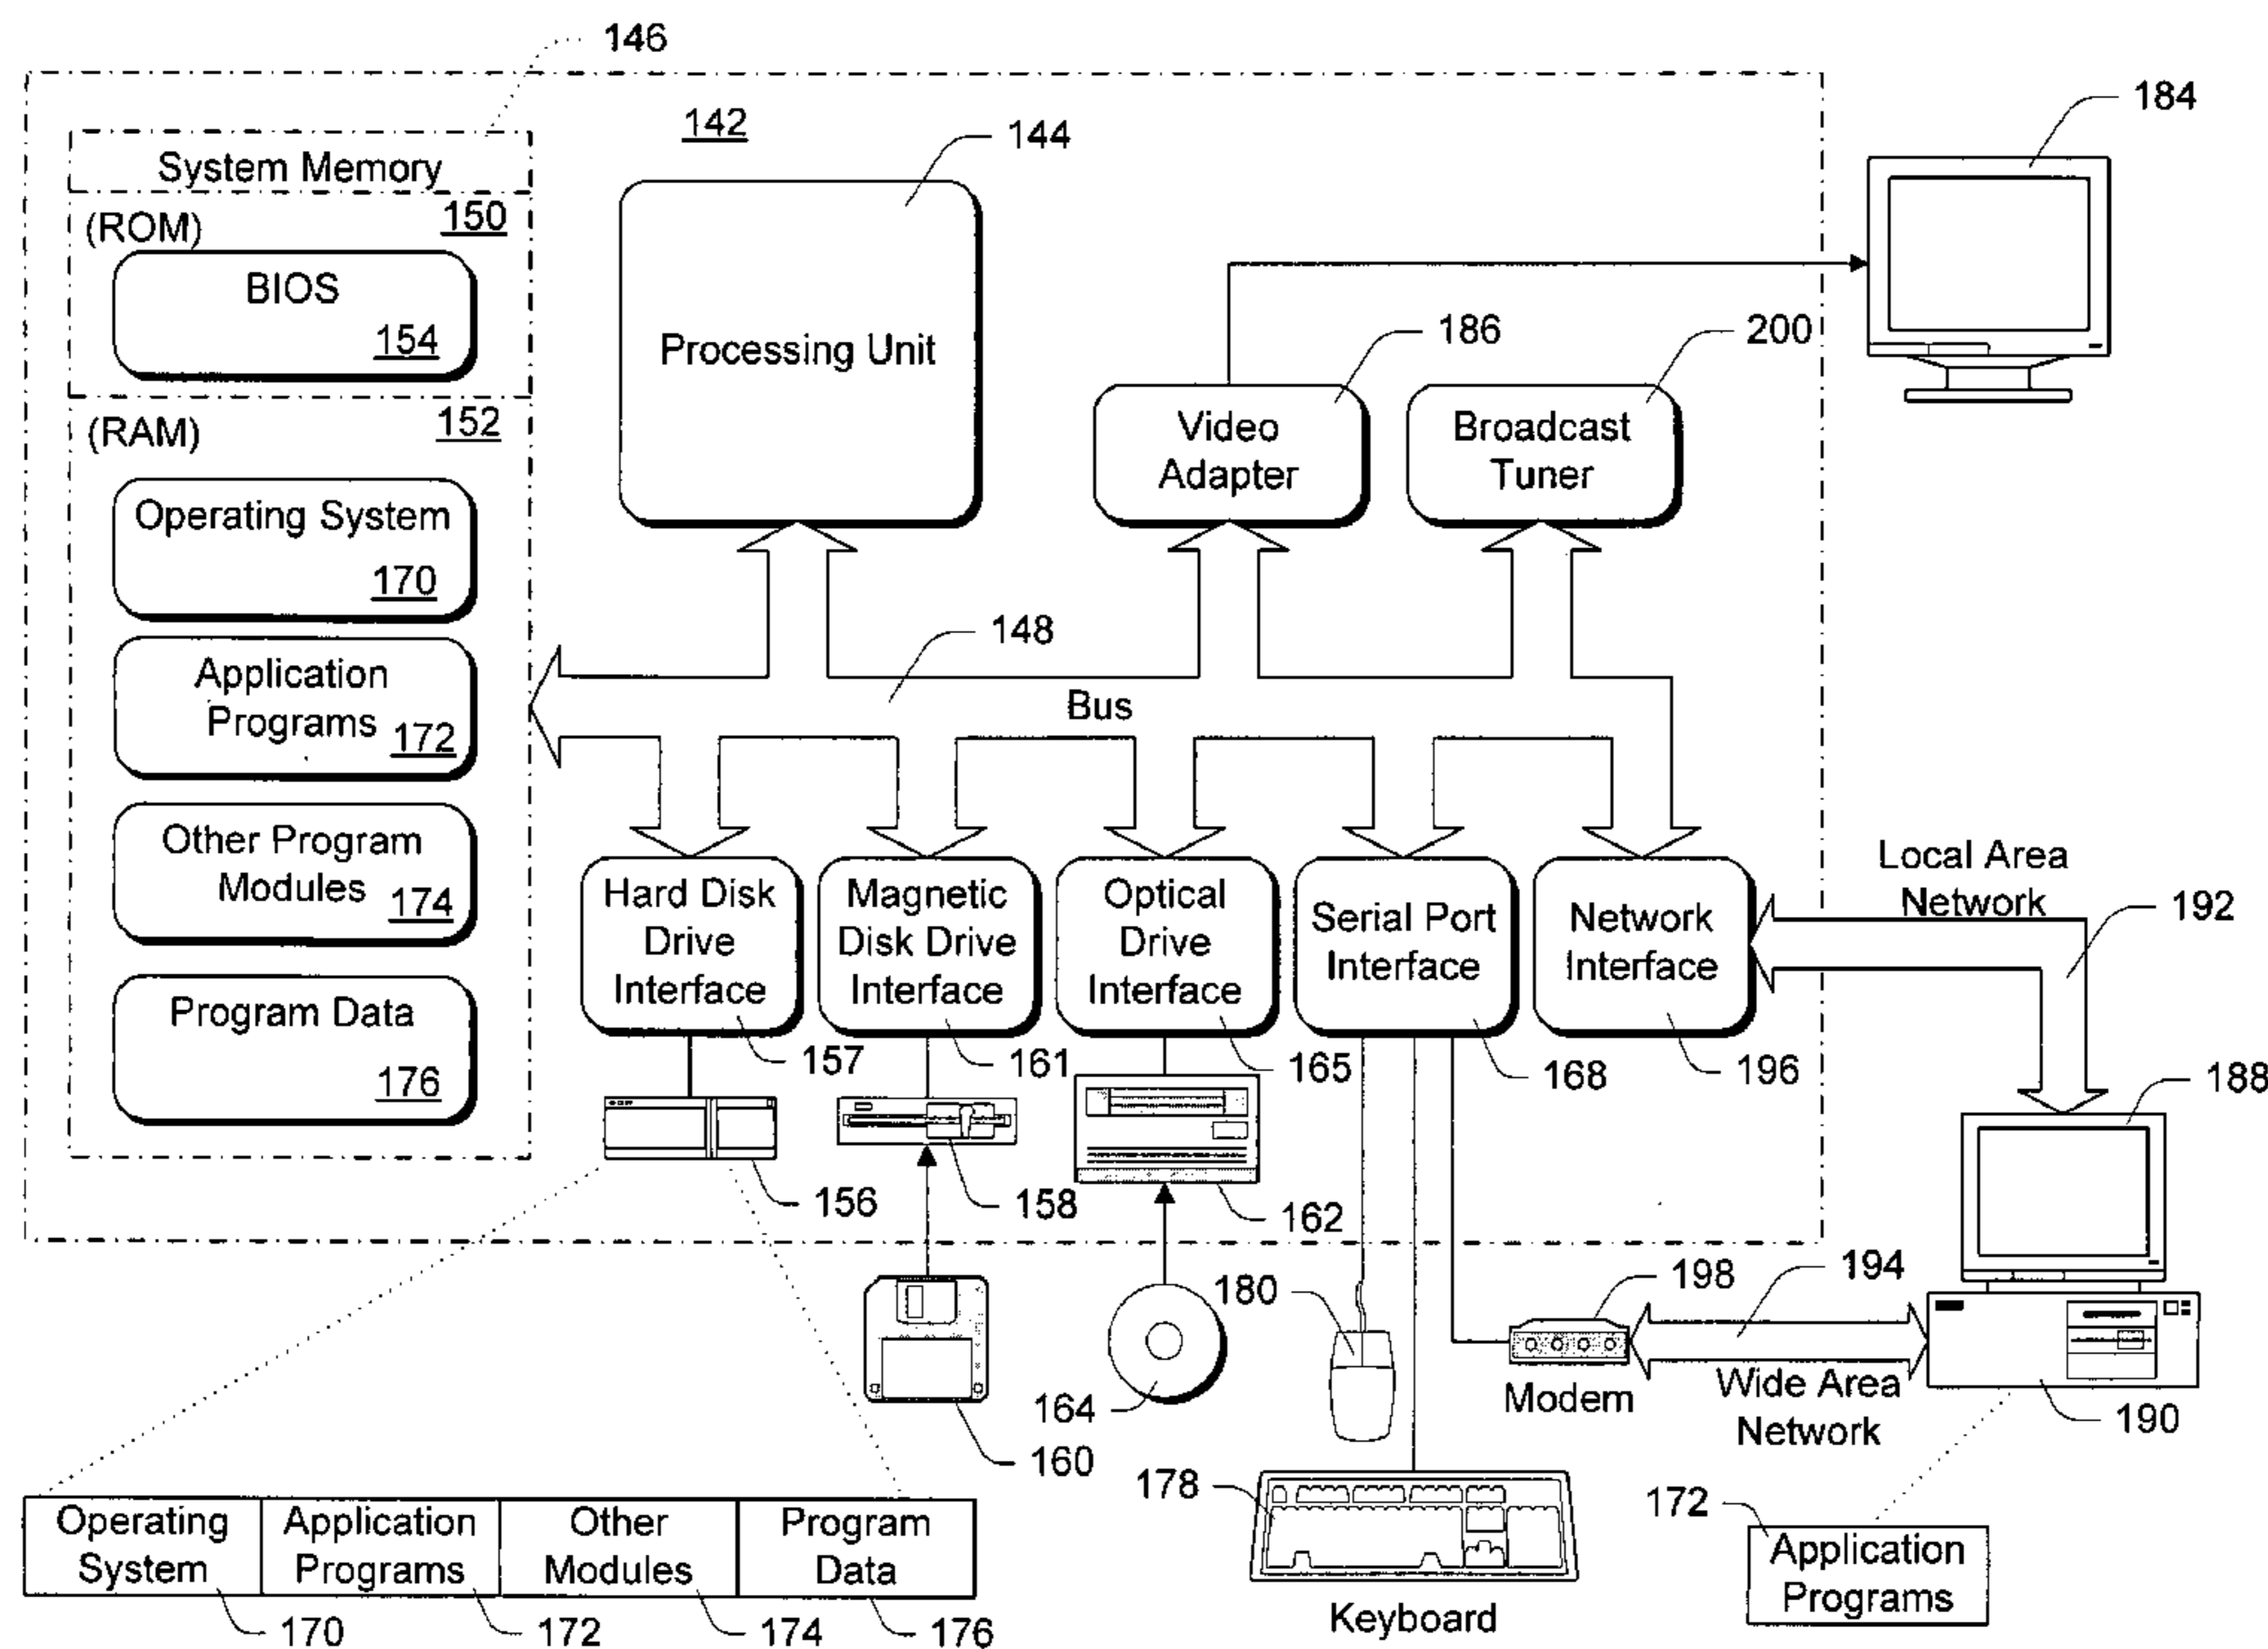 146
142
144
184
System Memory
(ROM)
150
BIOS
154
Processing Unit
186
200
Video
Adapter
Broadcast
Tuner
(RAM)
152
Operating System
170
Application
Programs
172
148
Bus
Other Program
Modules
174
Program Data
176
Hard Disk
Drive
Interface
157
Magnetic
Disk Drive
Interface
161
Optical
Drive
Interface
165
Serial Port
Interface
168
Network
Interface
196
Local Area
Network
192
188
156
158
162
180
198
194
164
160
Modem
Wide Area
Network
190
178
Keyboard
172
Application
Programs
Operating
System
170
Application
Programs
172
Other
Modules
174
Program
Data
176